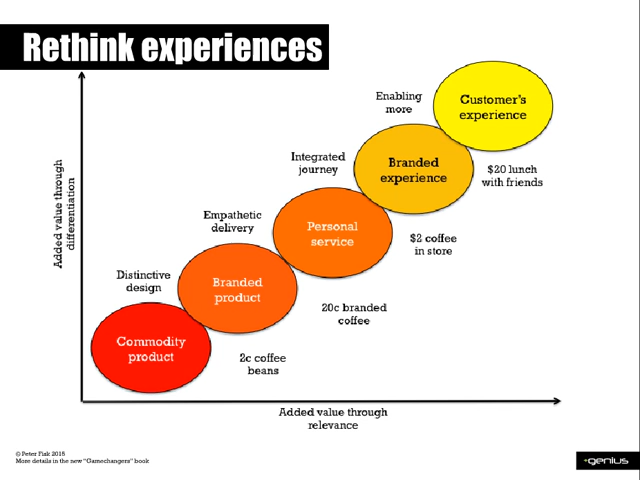 Rethink experiences
Enabling
more
Customer's
experience
Integrated
journey
Branded
experience
$20 lunch
with friends
Added value through
differentiation
Empathetic
delivery
Personal
service
$2 coffee
in store
Distinctive
design
Branded
product
20c branded
coffee
Commodity
product
2c coffee
beans
Added value through
relevance
© Peter Fisk 2015
More details in the new "Gamechangers" book
+genius